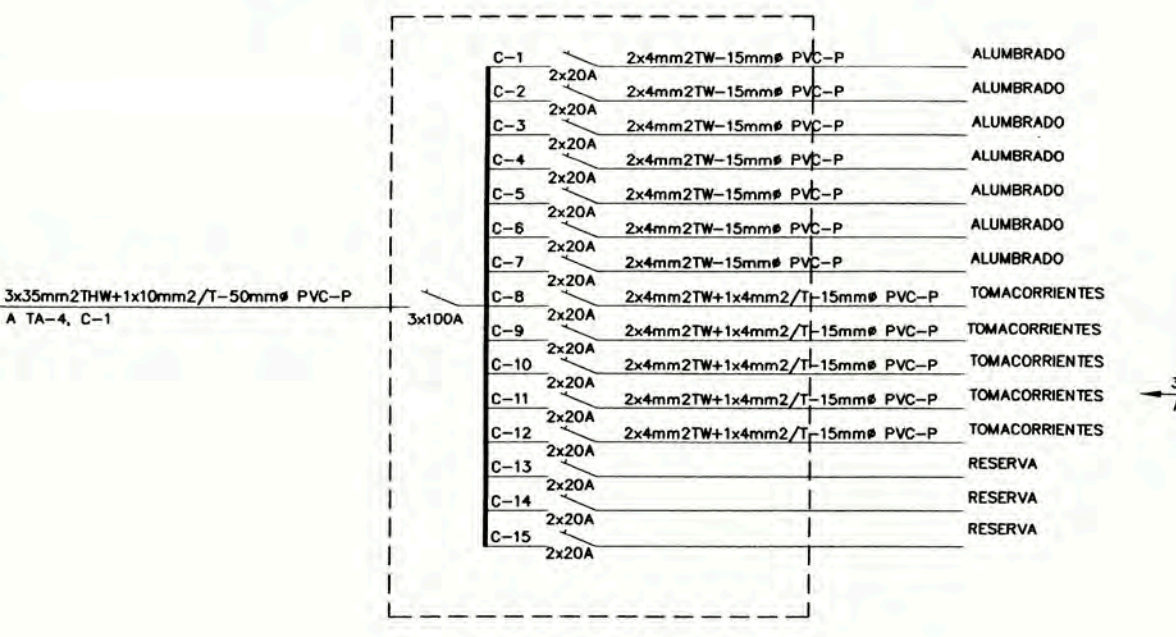 C-1 2x4mm2TW-15mmø PVC-P ALUMBRADO
2x20A
C-2 2x4mm2TW-15mmø PVC-P ALUMBRADO
2x20A
C-3 2x4mm2TW-15mmø PVC-P ALUMBRADO
2x20A
C-4 2x4mm2TW-15mmø PVC-P ALUMBRADO
2x20A
C-5 2x4mm2TW-15mmø PVC-P ALUMBRADO
2x20A
C-6 2x4mm2TW-15mmø PVC-P ALUMBRADO
2x20A
C-7 2x4mm2TW-15mmø PVC-P ALUMBRADO
2x20A
3x35mm2THW+1x10mm2/T-50mmø PVC-P
A TA-4, C-1
3x100A
C-8 2x4mm2TW+1x4mm2/T-15mmø PVC-P TOMACORRIENTES
2x20A
C-9 2x4mm2TW+1x4mm2/T-15mmø PVC-P TOMACORRIENTES
2x20A
C-10 2x4mm2TW+1x4mm2/T-15mmø PVC-P TOMACORRIENTES
2x20A
C-11 2x4mm2TW+1x4mm2/T-15mmø PVC-P TOMACORRIENTES
2x20A
C-12 2x4mm2TW+1x4mm2/T-15mmø PVC-P TOMACORRIENTES
2x20A
C-13 RESERVA
2x20A
C-14 RESERVA
2x20A
C-15 RESERVA
2x20A